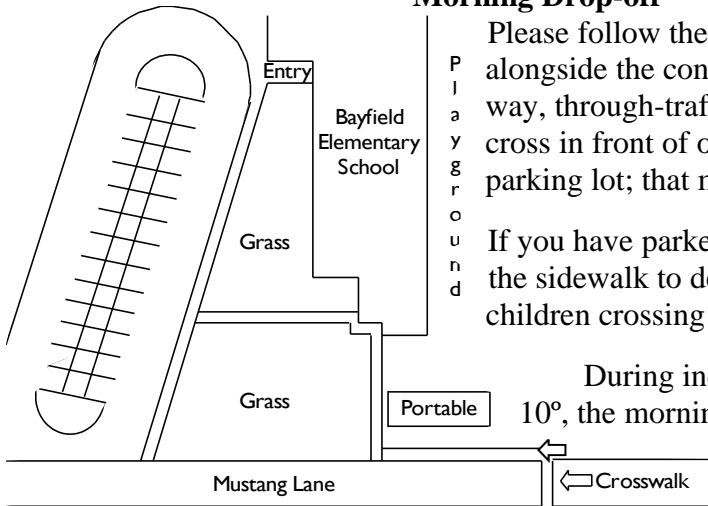 Morning Drop-off
Please follow the
alongside the con
way, through-traf
cross in front of o
parking lot; that m
If you have parke
the sidewalk to d
children crossing
During in
10º, the mornin
Entry
Bayfield
Elementary
School
Playground
Grass
Grass
Portable
Mustang Lane
Crosswalk